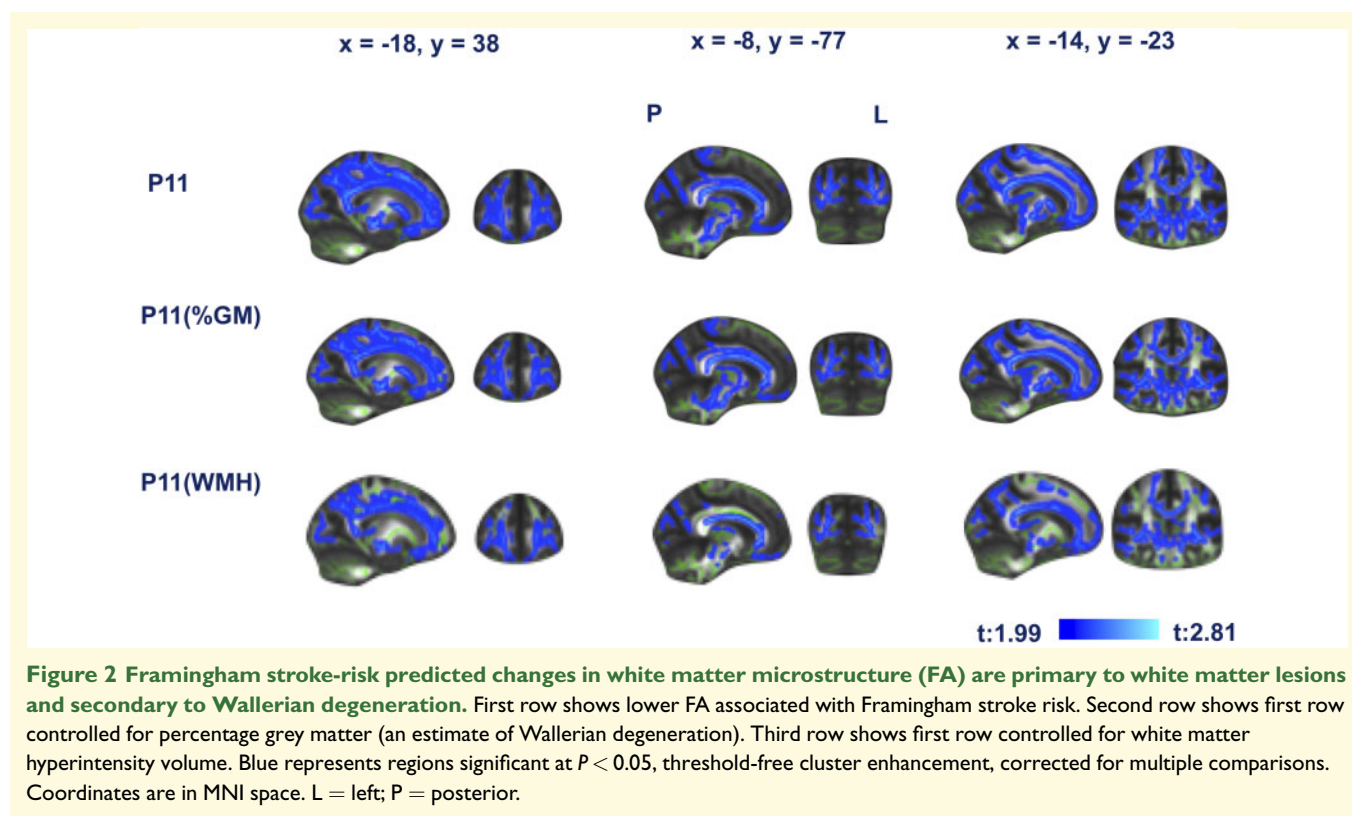 x = -18, y = 38
x = -8, y = -77
x = -14, y = -23
P
L
P11
P11(%GM)
P11(WMH)
t:1.99
t:2.81
Figure 2 Framingham stroke-risk predicted changes in white matter microstructure (FA) are primary to white matter lesions
and secondary to Wallerian degeneration. First row shows lower FA associated with Framingham stroke risk. Second row shows first row
controlled for percentage grey matter (an estimate of Wallerian degeneration). Third row shows first row controlled for white matter
hyperintensity volume. Blue represents regions significant at P < 0.05, threshold-free cluster enhancement, corrected for multiple comparisons.
Coordinates are in MNI space. L = left; P = posterior.